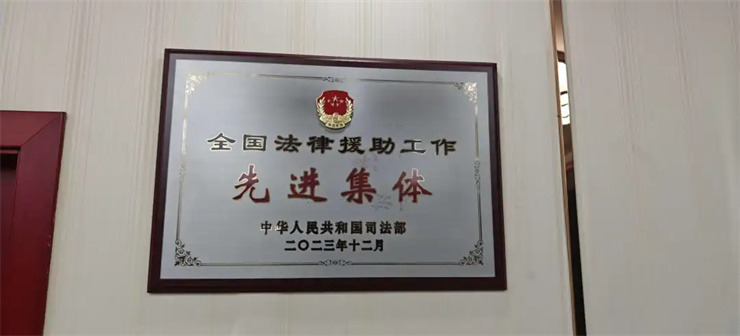 全国法律援助工作
先进集体
中华人民共和国司法部
二〇二三年十二月